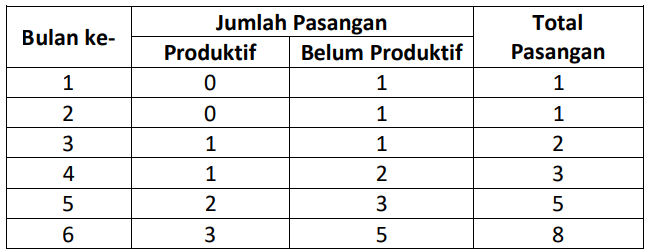 Bulan ke- Jumlah Pasangan Total Pasangan
Produktif Belum Produktif
1 0 1 1
2 0 1 1
3 1 1 2
4 1 2 3
5 2 3 5
6 3 5 8